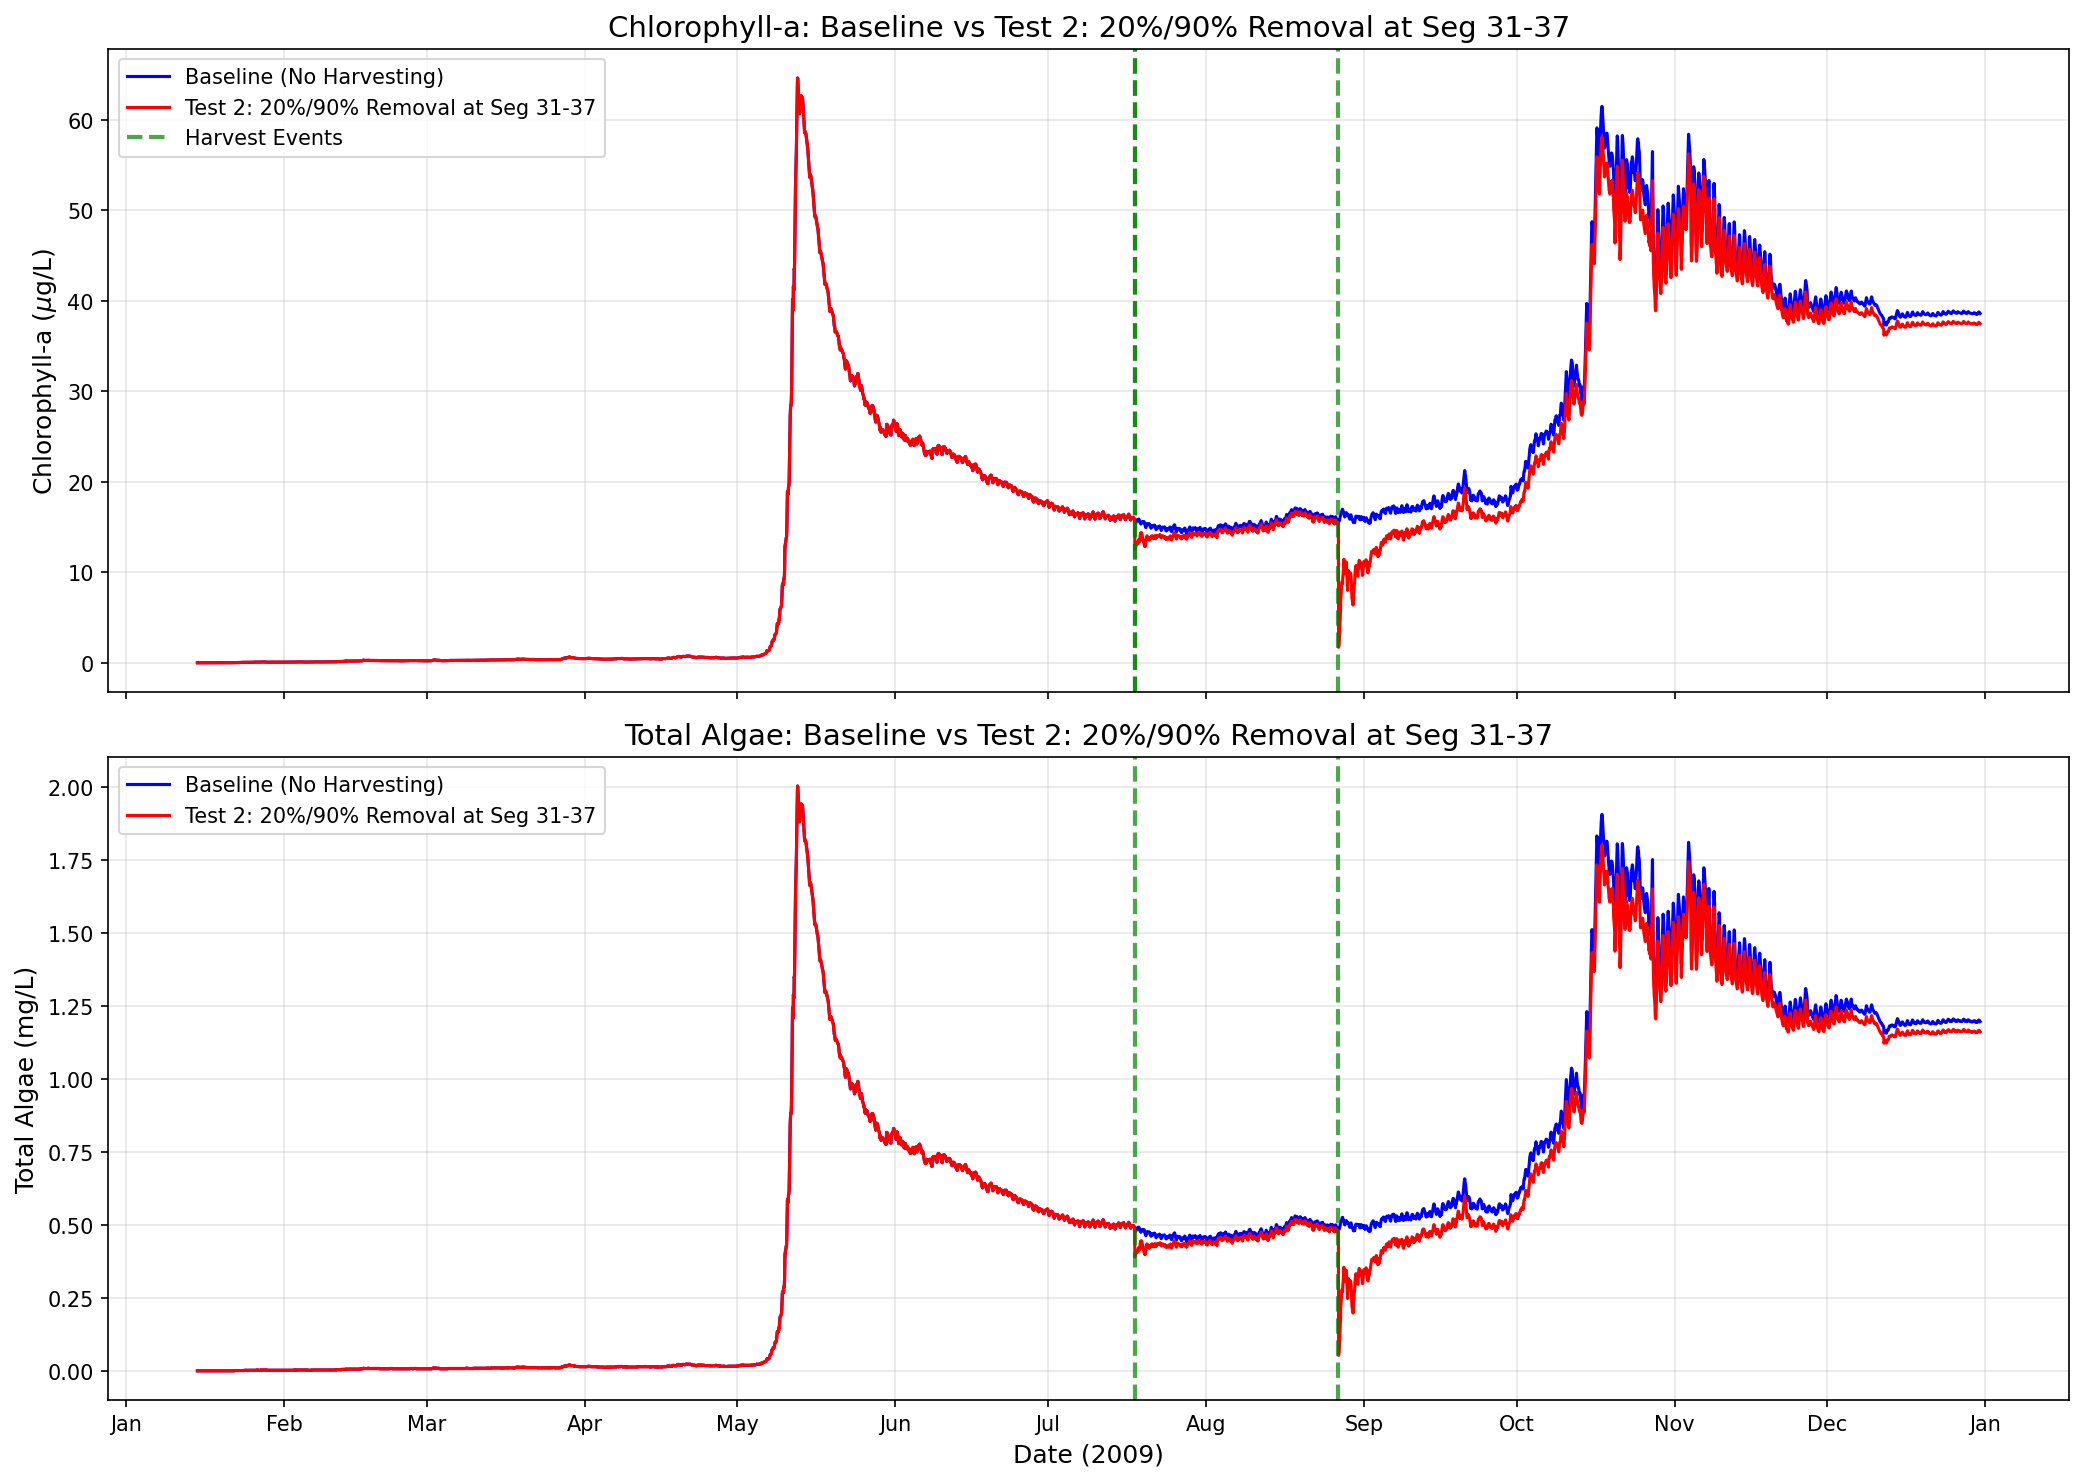 Chlorophyll-a: Baseline vs Test 2: 20%/90% Removal at Seg 31-37
Baseline (No Harvesting)
Test 2: 20%/90% Removal at Seg 31-37
Harvest Events
Chlorophyll-a (μg/L)
60
50
40
30
20
10
0
Total Algae: Baseline vs Test 2: 20%/90% Removal at Seg 31-37
Baseline (No Harvesting)
Test 2: 20%/90% Removal at Seg 31-37
Total Algae (mg/L)
2.00
1.75
1.50
1.25
1.00
0.75
0.50
0.25
0.00
Jan Feb Mar Apr May Jun Jul Aug Sep Oct Nov Dec Jan
Date (2009)